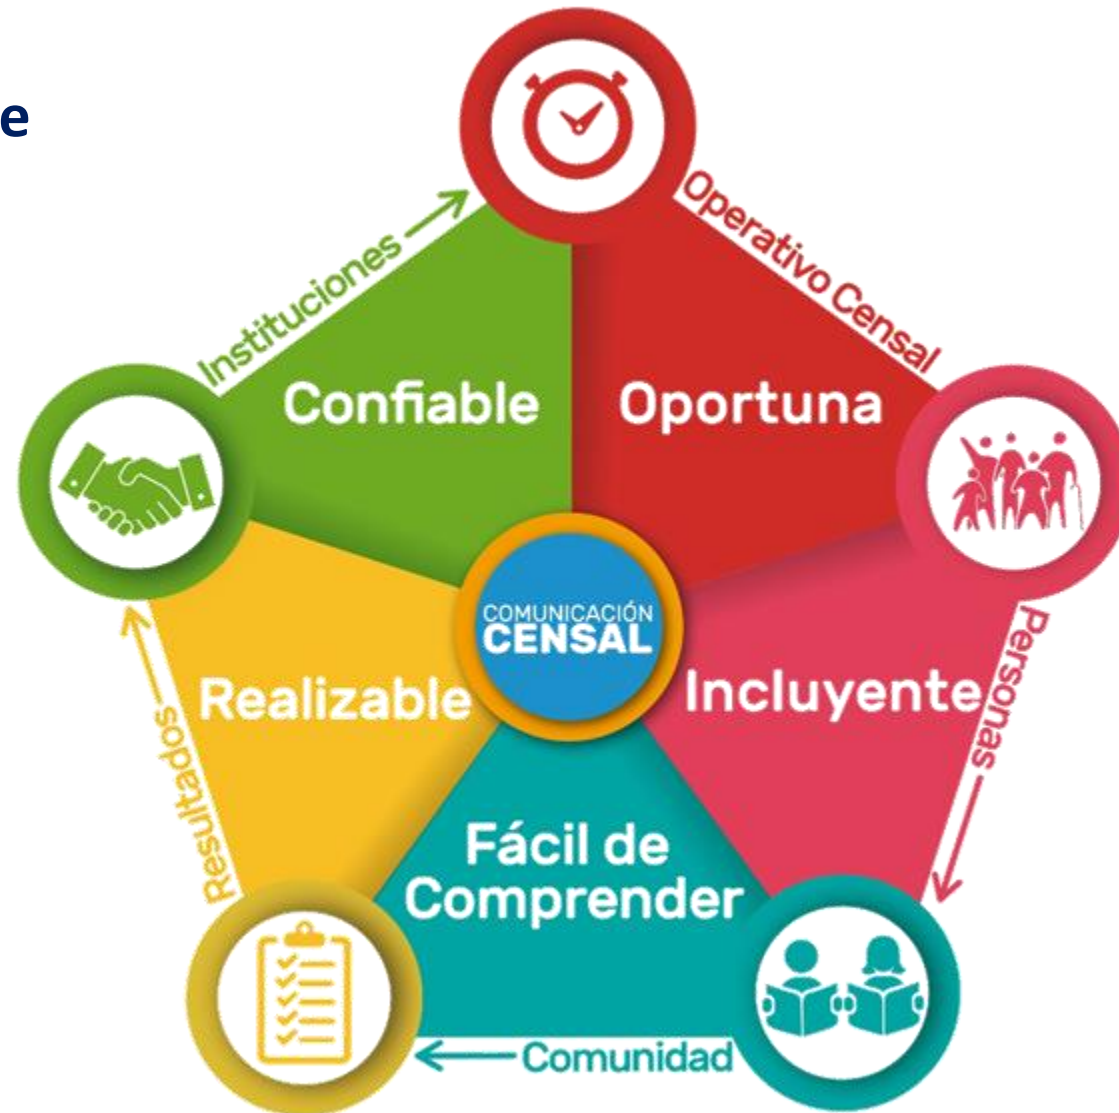 e
Operativo Censal
Instituciones
Confiable
Oportuna
COMUNICACIÓN
CENSAL
Realizable
Incluyente
Personas
Resultados
Fácil de
Comprender
Comunidad